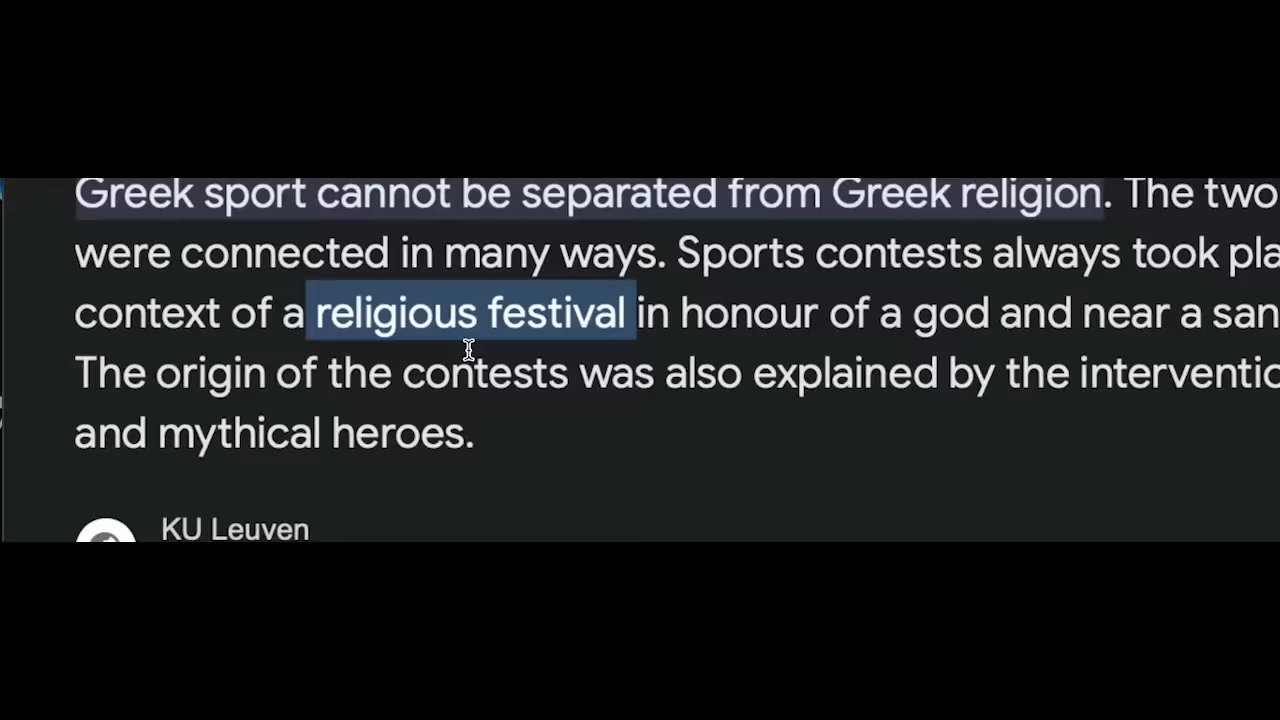 Greek sport cannot be separated from Greek religion. The two
were connected in many ways. Sports contests always took pla
context of a religious festival in honour of a god and near a san
The origin of the contests was also explained by the interventio
and mythical heroes.
KU Leuven